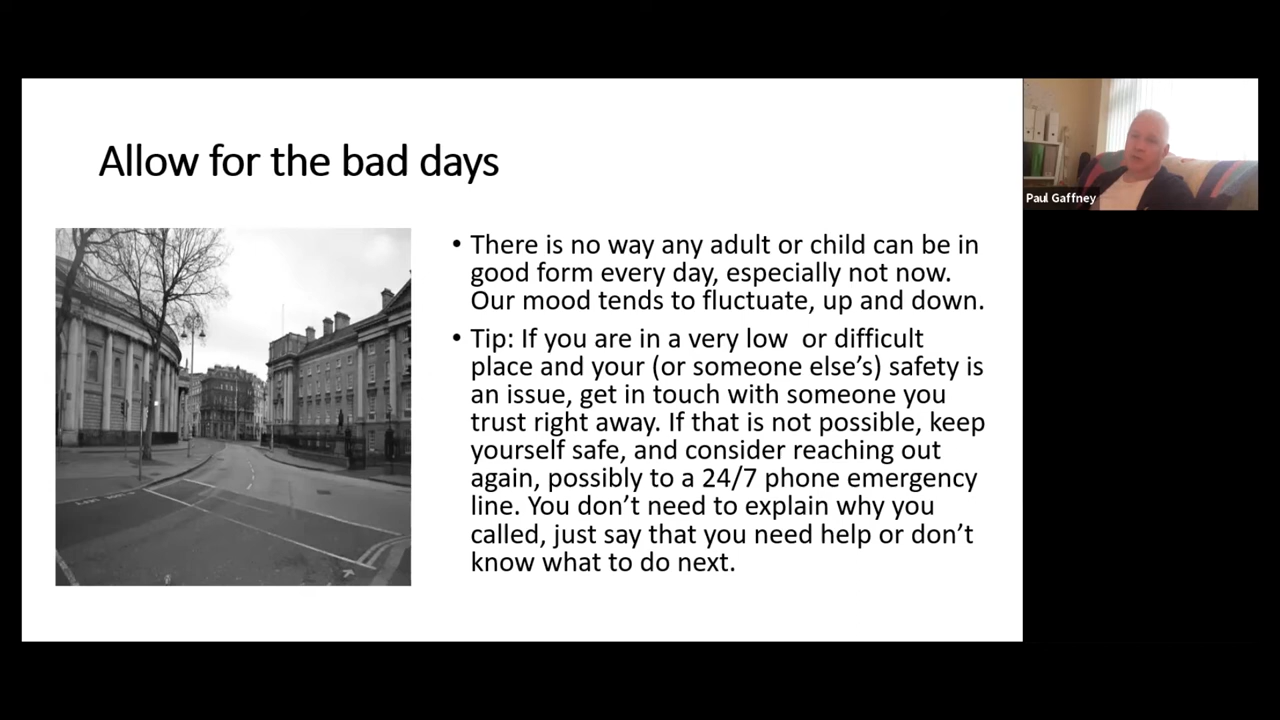 Allow for the bad days
• There is no way any adult or child can be in
good form every day, especially not now.
Our mood tends to fluctuate, up and down.
• Tip: If you are in a very low  or difficult
place and your (or someone else’s) safety is
an issue, get in touch with someone you
trust right away. If that is not possible, keep
yourself safe, and consider reaching out
again, possibly to a 24/7 phone emergency
line. You don’t need to explain why you
called, just say that you need help or don’t
know what to do next.
Paul Gaffney